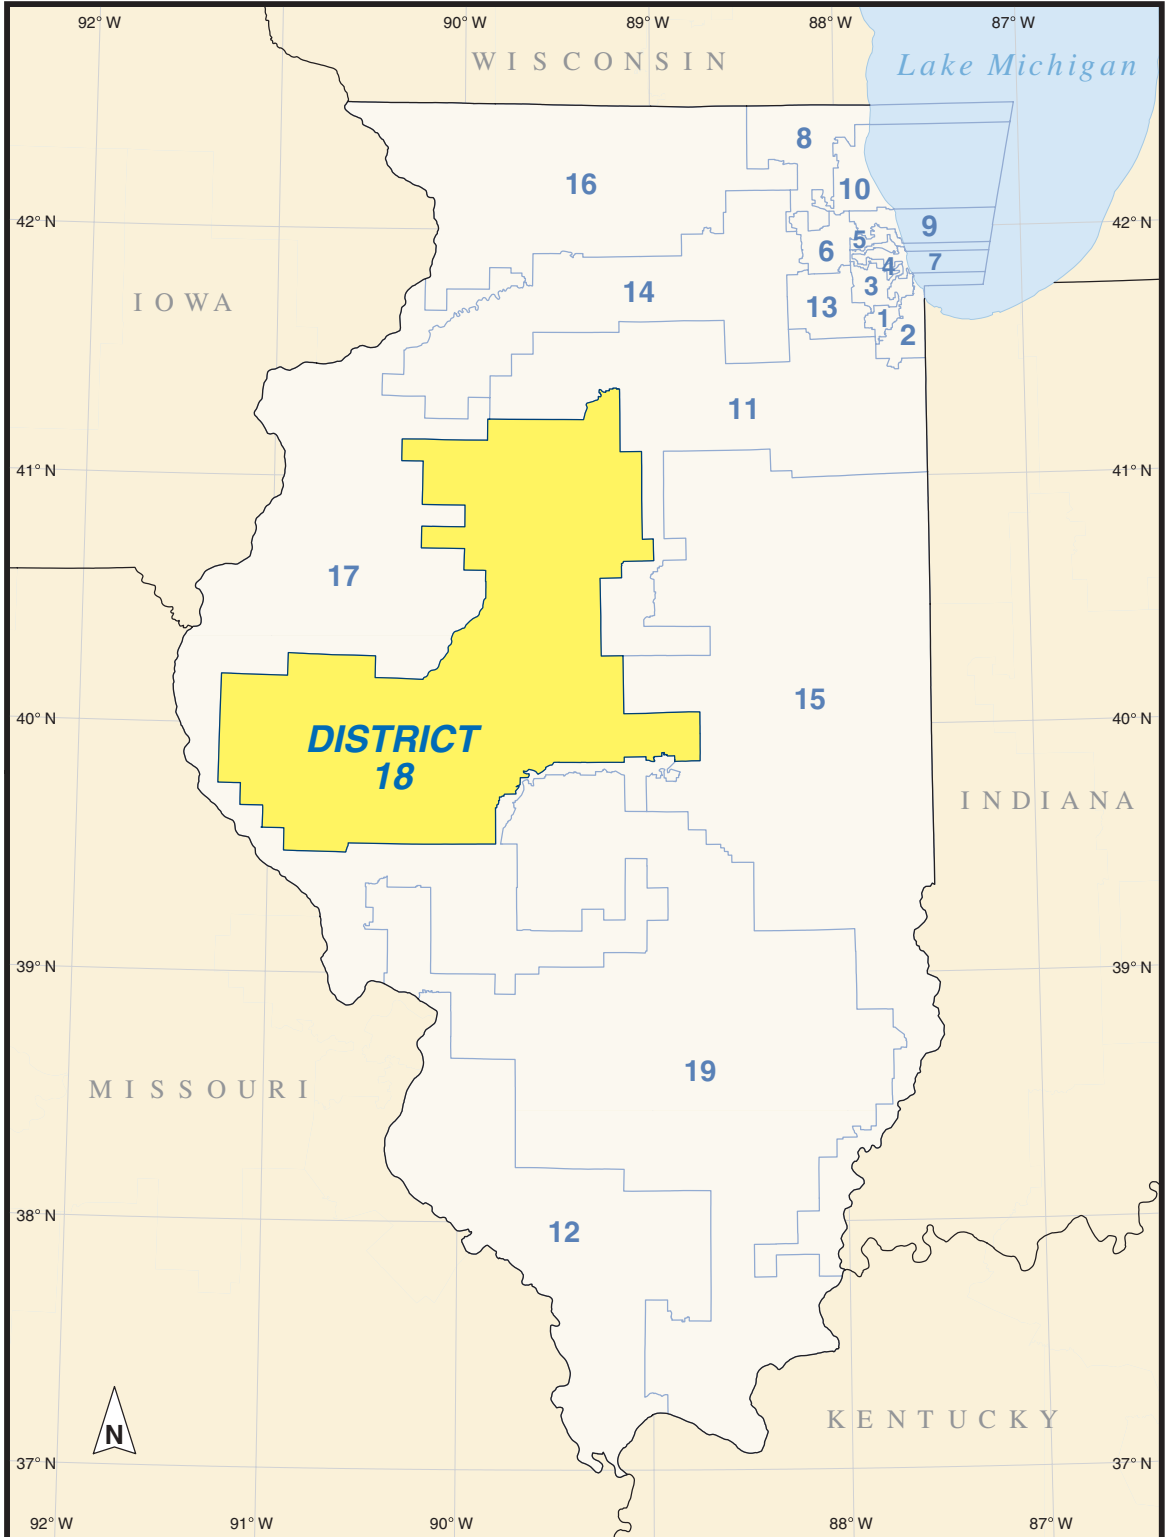 92° W 90° W 89° W 88° W 87° W
WISCONSIN
Lake Michigan
8
16
10
42° N 42° N
9
5
6
7
4
14
3
IOWA
13
1
2
11
41° N 41° N
17
15
40° N 40° N
DISTRICT
18
INDIANA
39° N 39° N
19
MISSOURI
38° N 38° N
12
KENTUCKY
N
37° N 37° N
92° W 91° W 90° W 88° W 87° W